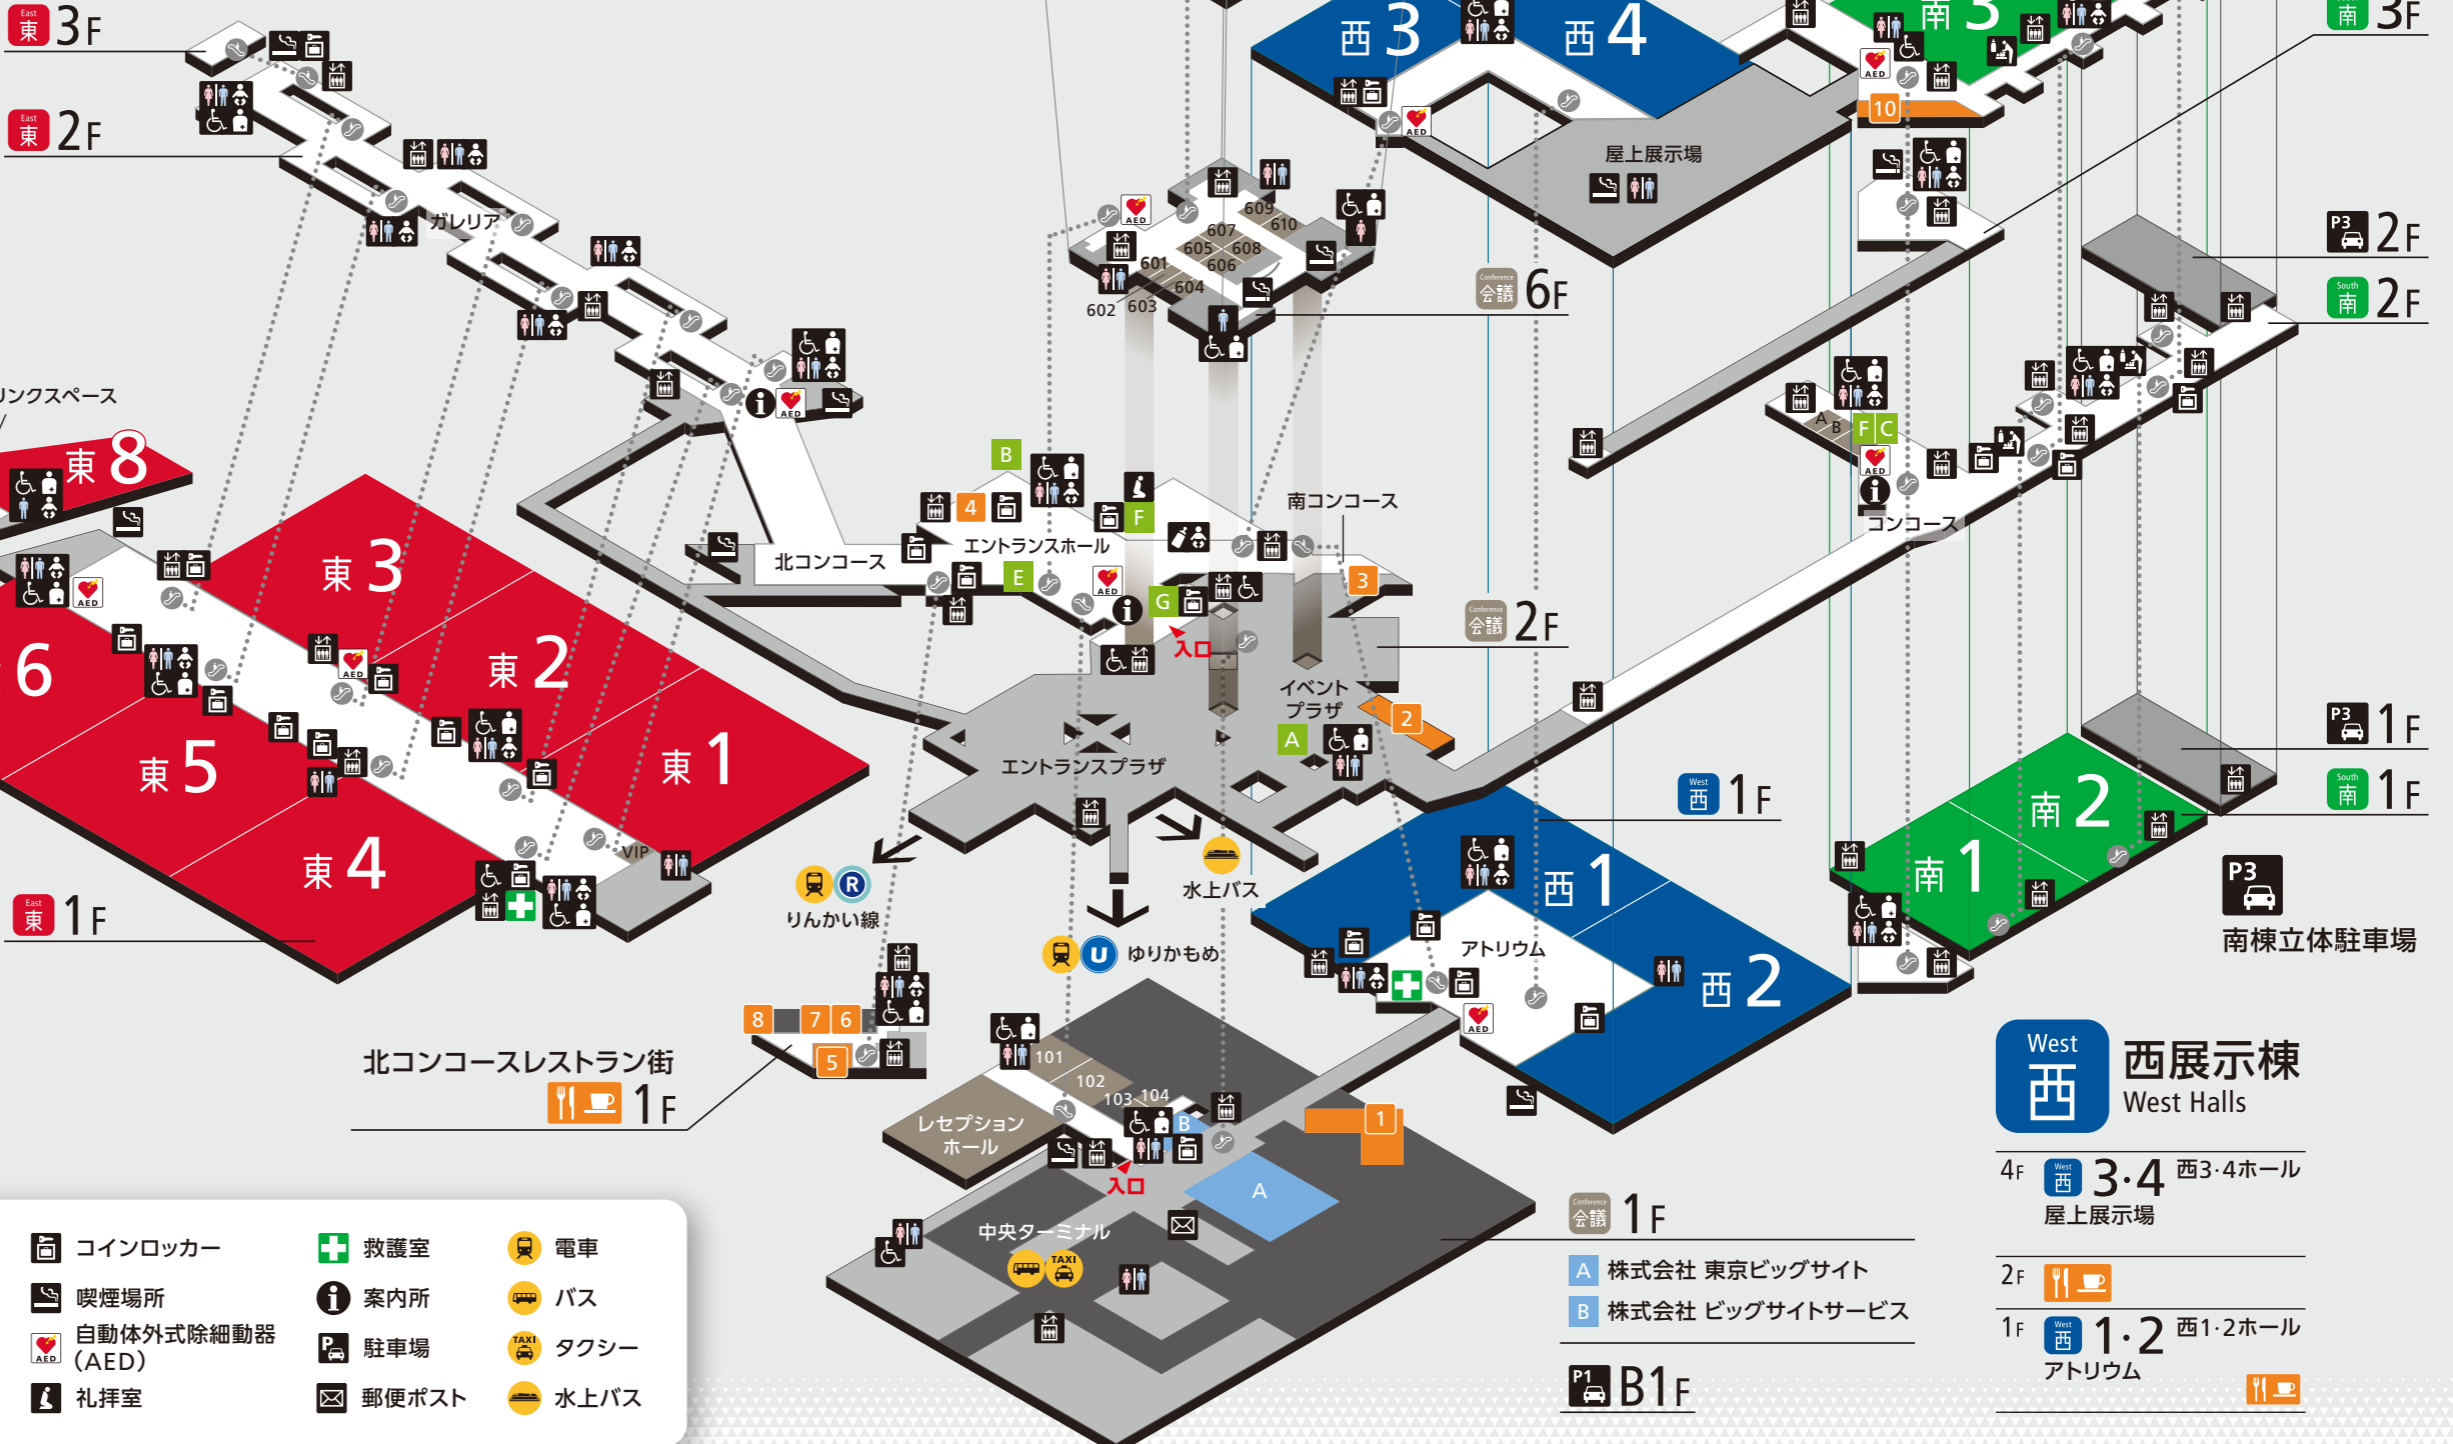 East
東 3F
East
東 2F
ガレリア
リンクスペース
東 8
東 3
東 2
東 1
6
東 5
東 4
VIP
East
東 1F
AED
AED
AED
西 3
西 4
屋上展示場
AED
AED
609
610
607
605
608
606
601
604
602
603
Conference
会議 6F
南 3
AED
10
南 3F
P3 2F
South
南 2F
A
B
F
C
AED
コンコース
B
4
F
エントランスホール
北コンコース
E
AED
G
入口
南コンコース
3
Conference
会議 2F
イベント
プラザ
2
A
エントランスプラザ
R
りんかい線
水上バス
U
ゆりかもめ
West
西 1F
西 1
西 2
アトリウム
AED
P3 1F
South
南 1F
南 2
南 1
P3
南棟立体駐車場
8
7
6
5
北コンコースレストラン街
1F
101
102
103
104
B
レセプション
ホール
入口
1
A
中央ターミナル
TAXI
Conference
会議 1F
A 株式会社 東京ビッグサイト
B 株式会社 ビッグサイトサービス
P1 B1F
West
西
西展示棟
West Halls
4F West 西 3・4 西3・4ホール
屋上展示場
2F
1F West 西 1・2 西1・2ホール
アトリウム
コインロッカー
喫煙場所
AED 自動体外式除細動器
（AED）
礼拝室
救護室
案内所
P 駐車場
郵便ポスト
電車
バス
TAXI タクシー
水上バス